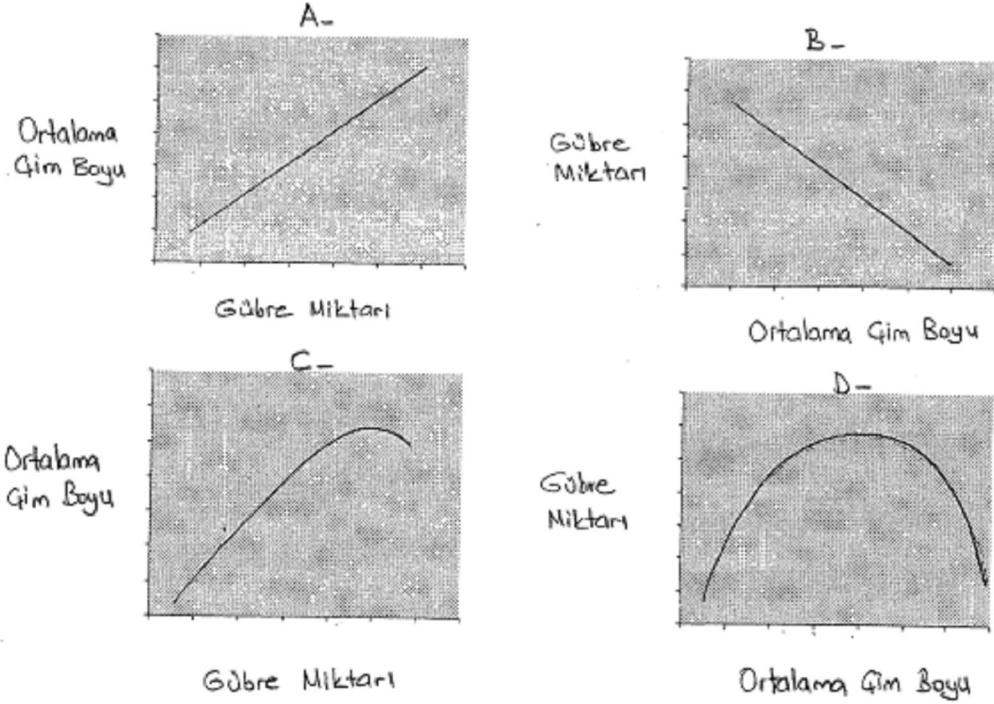 A-
Ortalama
Çim Boyu
Gübre Miktarı
B-
Gübre
Miktarı
Ortalama Çim Boyu
C-
Ortalama
Çim Boyu
Gübre Miktarı
D-
Gübre
Miktarı
Ortalama Çim Boyu